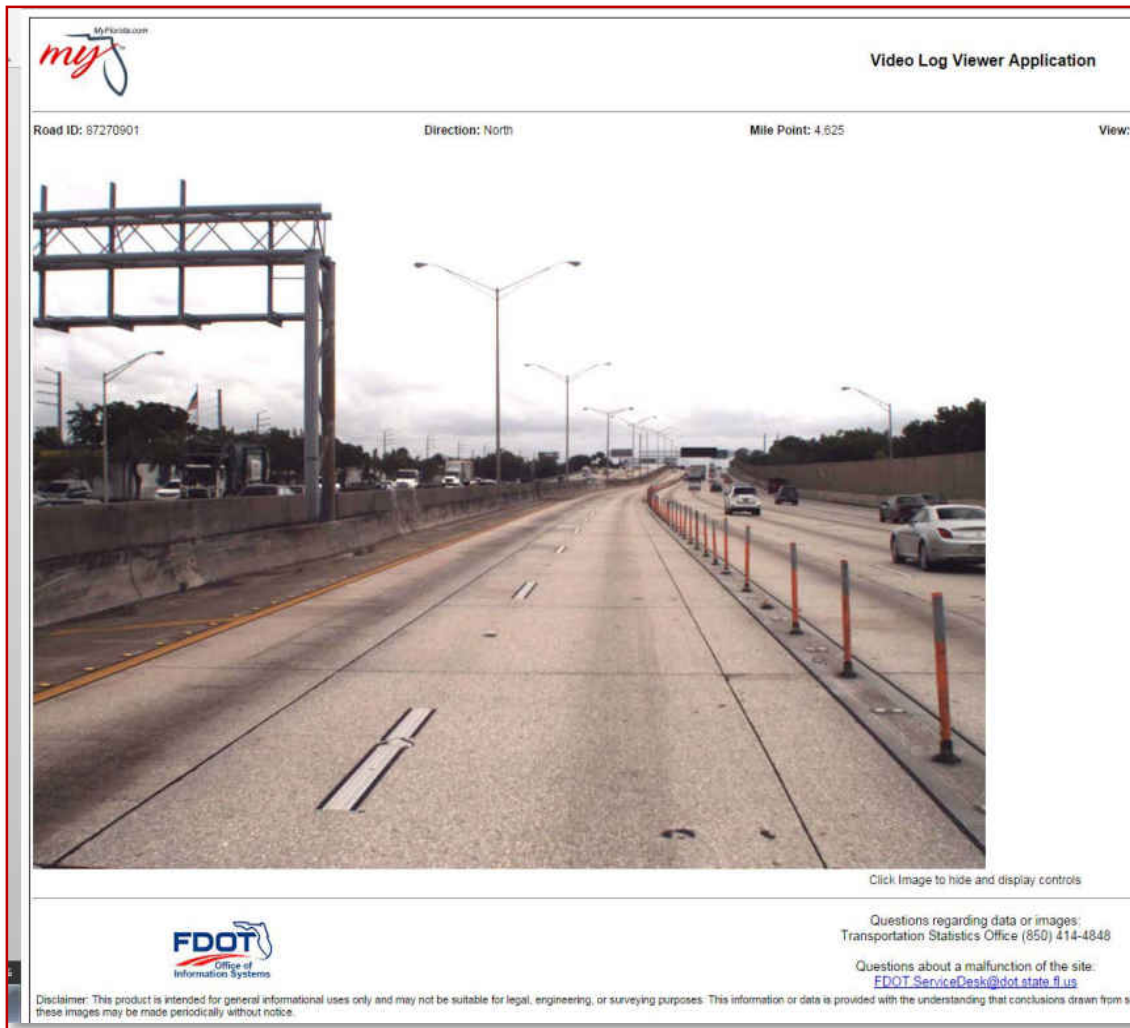 MyFlorida.com
my
Video Log Viewer Application
Road ID: 87270901 Direction: North Mile Point: 4.625 View:
Click Image to hide and display controls
FDOT
Office of
Information Systems
Questions regarding data or images:
Transportation Statistics Office (850) 414-4848
Questions about a malfunction of the site:
FDOT.ServiceDesk@dot.state.fl.us
Disclaimer: This product is intended for general informational uses only and may not be suitable for legal, engineering, or surveying purposes. This information or data is provided with the understanding that conclusions drawn from
these images may be made periodically without notice.